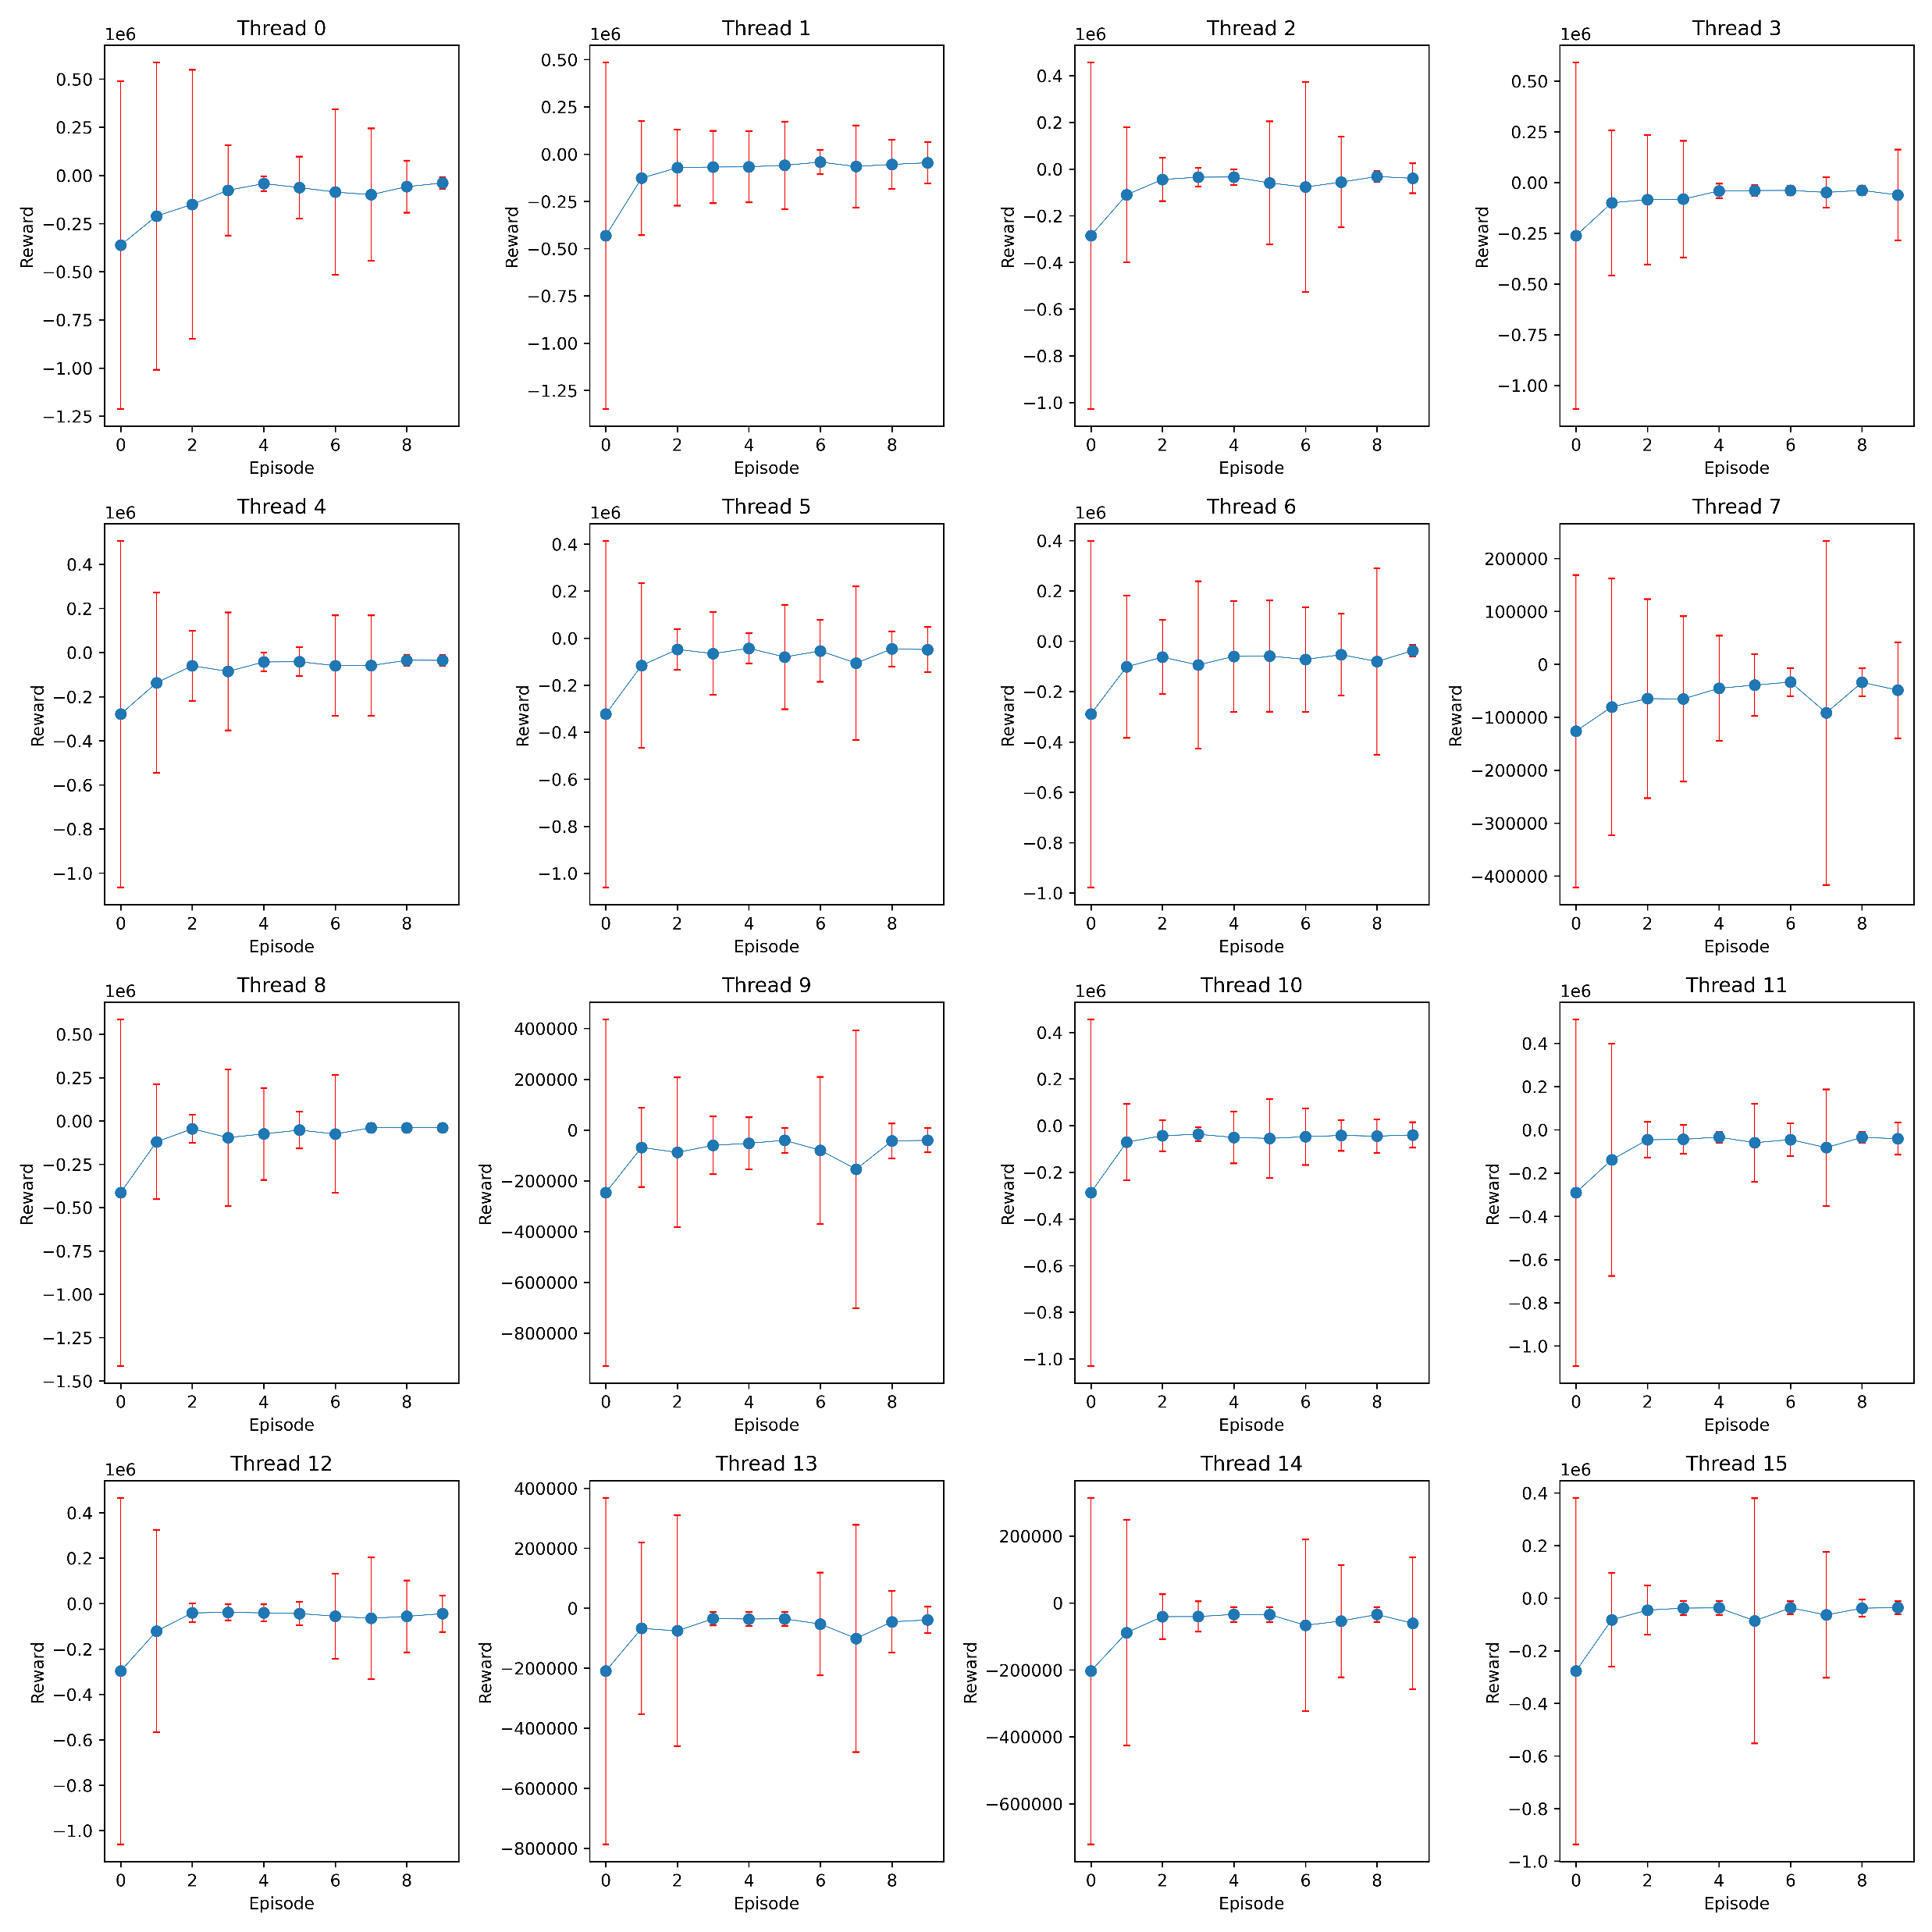 Thread 0
1e6
0.50
0.25
0.00
−0.25
−0.50
−0.75
−1.00
−1.25
Reward
0 2 4 6 8
Episode
Thread 1
1e6
0.50
0.25
0.00
−0.25
−0.50
−0.75
−1.00
−1.25
Reward
0 2 4 6 8
Episode
Thread 2
1e6
0.4
0.2
0.0
−0.2
−0.4
−0.6
−0.8
−1.0
Reward
0 2 4 6 8
Episode
Thread 3
1e6
0.50
0.25
0.00
−0.25
−0.50
−0.75
−1.00
Reward
0 2 4 6 8
Episode
Thread 4
1e6
0.4
0.2
0.0
−0.2
−0.4
−0.6
−0.8
−1.0
Reward
0 2 4 6 8
Episode
Thread 5
1e6
0.4
0.2
0.0
−0.2
−0.4
−0.6
−0.8
−1.0
Reward
0 2 4 6 8
Episode
Thread 6
1e6
0.4
0.2
0.0
−0.2
−0.4
−0.6
−0.8
−1.0
Reward
0 2 4 6 8
Episode
Thread 7
200000
100000
0
−100000
−200000
−300000
−400000
Reward
0 2 4 6 8
Episode
Thread 8
1e6
0.50
0.25
0.00
−0.25
−0.50
−0.75
−1.00
−1.25
−1.50
Reward
0 2 4 6 8
Episode
Thread 9
400000
200000
0
−200000
−400000
−600000
−800000
Reward
0 2 4 6 8
Episode
Thread 10
1e6
0.4
0.2
0.0
−0.2
−0.4
−0.6
−0.8
−1.0
Reward
0 2 4 6 8
Episode
Thread 11
1e6
0.4
0.2
0.0
−0.2
−0.4
−0.6
−0.8
−1.0
Reward
0 2 4 6 8
Episode
Thread 12
1e6
0.4
0.2
0.0
−0.2
−0.4
−0.6
−0.8
−1.0
Reward
0 2 4 6 8
Episode
Thread 13
400000
200000
0
−200000
−400000
−600000
−800000
Reward
0 2 4 6 8
Episode
Thread 14
200000
0
−200000
−400000
−600000
Reward
0 2 4 6 8
Episode
Thread 15
1e6
0.4
0.2
0.0
−0.2
−0.4
−0.6
−0.8
−1.0
Reward
0 2 4 6 8
Episode